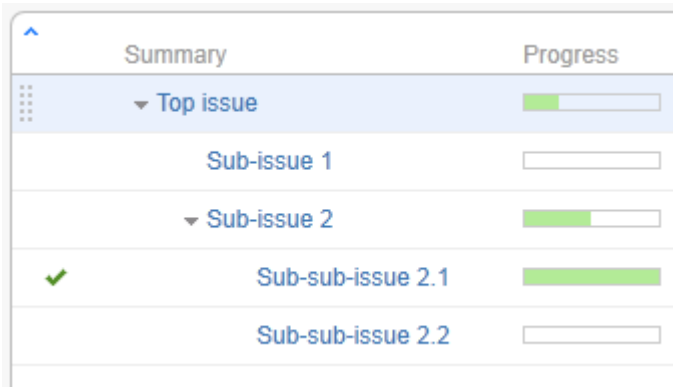 Summary Progress
Top issue
Sub-issue 1
Sub-issue 2
Sub-sub-issue 2.1
Sub-sub-issue 2.2